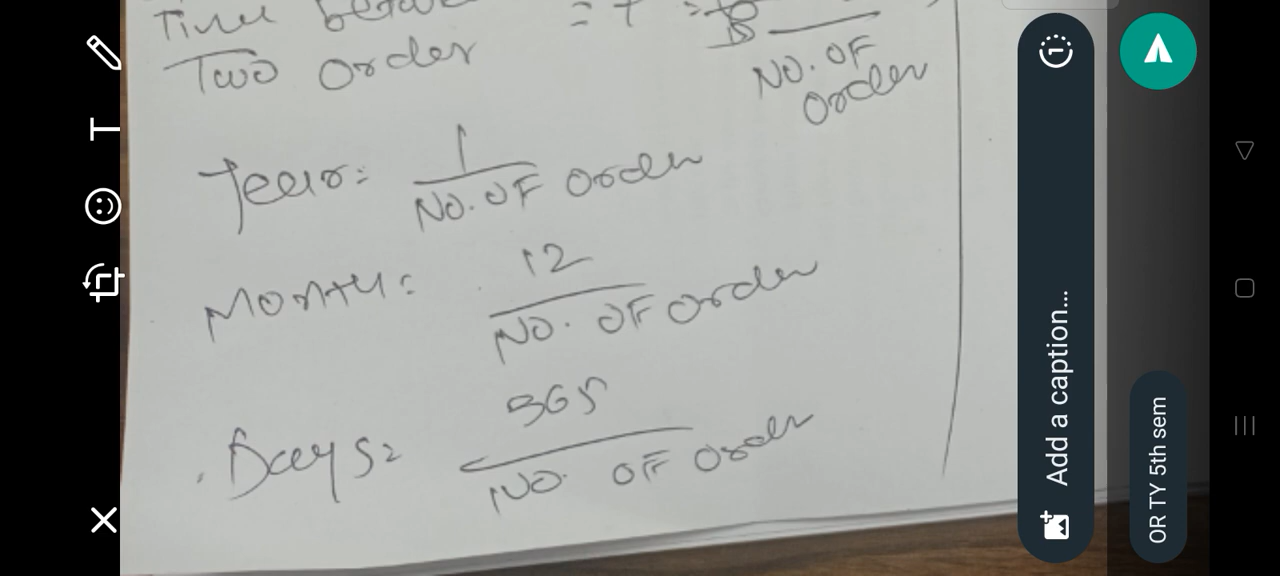 Time
Two Order = T =
No. OF
Order
Year = 1
No. OF Order
Month = 12
No. OF Order
Days = 365
No. OF Order
Add a caption...
OR TY 5th sem